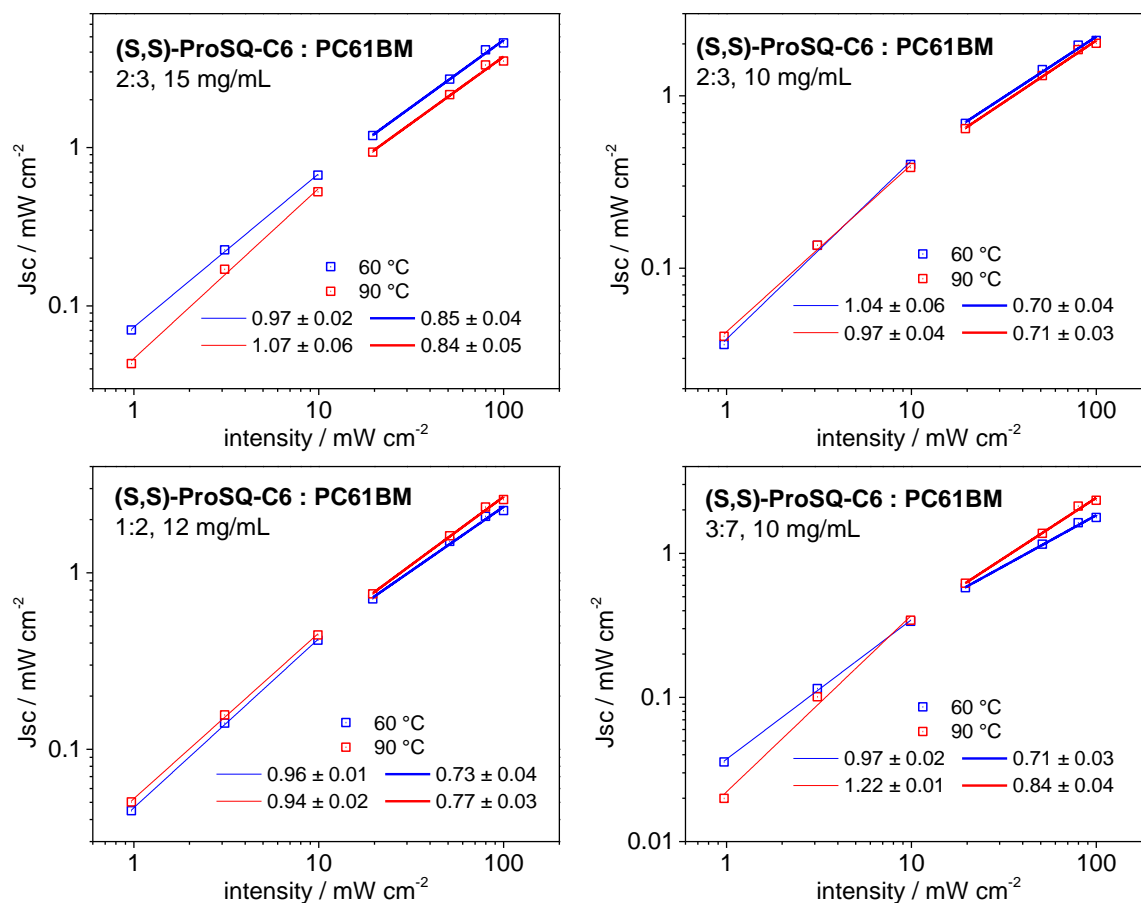 (S,S)-ProSQ-C6 : PC61BM
2:3, 15 mg/mL
1
0.1
Jsc / mW cm-2
60 °C
90 °C
0.97 ± 0.02 0.85 ± 0.04
1.07 ± 0.06 0.84 ± 0.05
1 10 100
intensity / mW cm-2
(S,S)-ProSQ-C6 : PC61BM
2:3, 10 mg/mL
1
0.1
Jsc / mW cm-2
60 °C
90 °C
1.04 ± 0.06 0.70 ± 0.04
0.97 ± 0.04 0.71 ± 0.03
1 10 100
intensity / mW cm-2
(S,S)-ProSQ-C6 : PC61BM
1:2, 12 mg/mL
1
0.1
Jsc / mW cm-2
60 °C
90 °C
0.96 ± 0.01 0.73 ± 0.04
0.94 ± 0.02 0.77 ± 0.03
1 10 100
intensity / mW cm-2
(S,S)-ProSQ-C6 : PC61BM
3:7, 10 mg/mL
1
0.1
0.01
Jsc / mW cm-2
60 °C
90 °C
0.97 ± 0.02 0.71 ± 0.03
1.22 ± 0.01 0.84 ± 0.04
1 10 100
intensity / mW cm-2